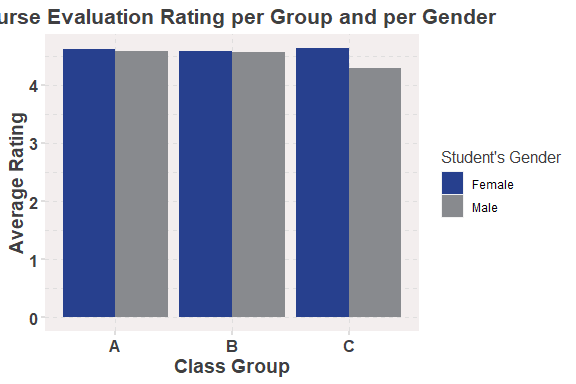 urse Evaluation Rating per Group and per Gender
Average Rating
4
3
2
1
0
A B C
Class Group
Student's Gender
Female
Male